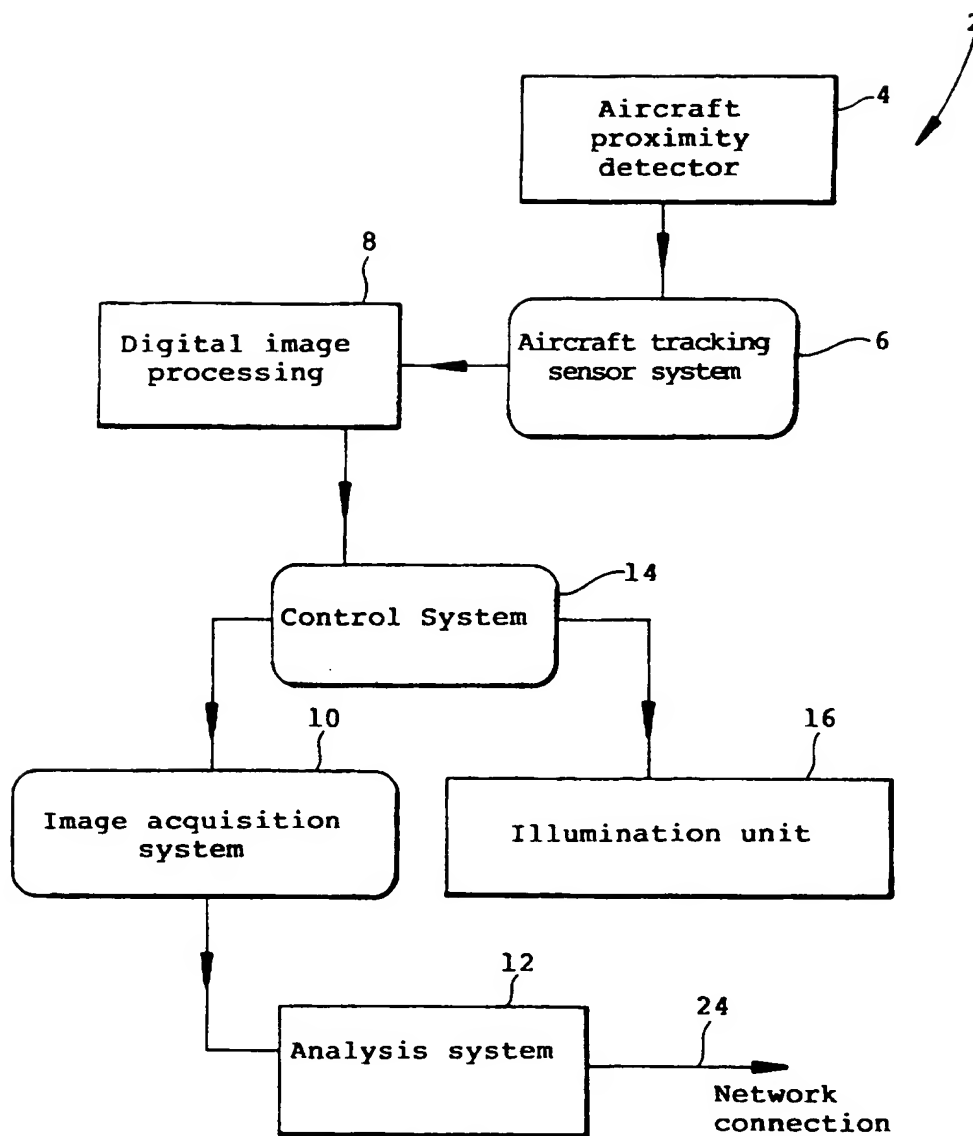 2
Aircraft
proximity
detector
4
8
Digital image
processing
Aircraft tracking
sensor system
6
Control System
14
10
Image acquisition
system
16
Illumination unit
12
Analysis system
24
Network
connection